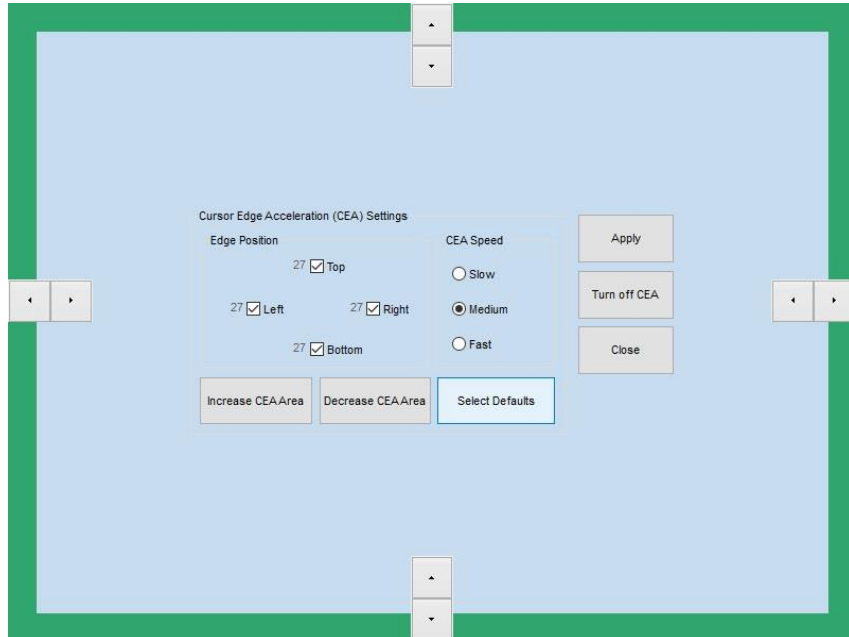 Cursor Edge Acceleration (CEA) Settings
Edge Position
27 Top
27 Left
27 Right
27 Bottom
CEA Speed
Slow
Medium
Fast
Increase CEA Area
Decrease CEA Area
Select Defaults
Apply
Turn off CEA
Close